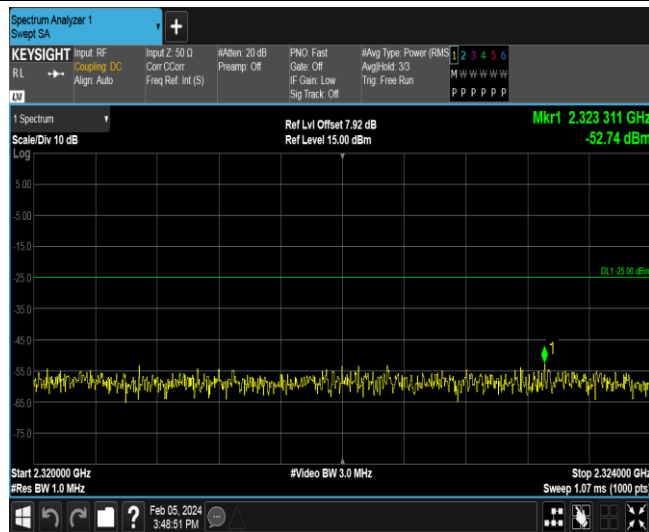 Spectrum Analyzer 1
Swept SA
+
KEYSIGHT
RL
LXI
Input: RF
Coupling: DC
Align: Auto
Input Z: 50 Ω
Corr CCorr
Freq Ref: Int (S)
#Atten: 20 dB
Preamp: Off
PNO: Fast
Gate: Off
IF Gain: Low
Sig Track: Off
#Avg Type: Power (RMS
Avg|Hold: 3/3
Trig: Free Run
1 2 3 4 5 6
M W W W W W
P P P P P P
1 Spectrum
Scale/Div 10 dB
Log
Ref Lvl Offset 7.92 dB
Ref Level 15.00 dBm
Mkr1 2.323 311 GHz
-52.74 dBm
5.00
-5.00
-15.0
-25.0
DL1 -25.00 dBm
-35.0
-45.0
1
-55.0
-65.0
-75.0
Start 2.320000 GHz
#Video BW 3.0 MHz
Stop 2.324000 GHz
#Res BW 1.0 MHz
Sweep 1.07 ms (1000 pts)
?
Feb 05, 2024
3:48:51 PM